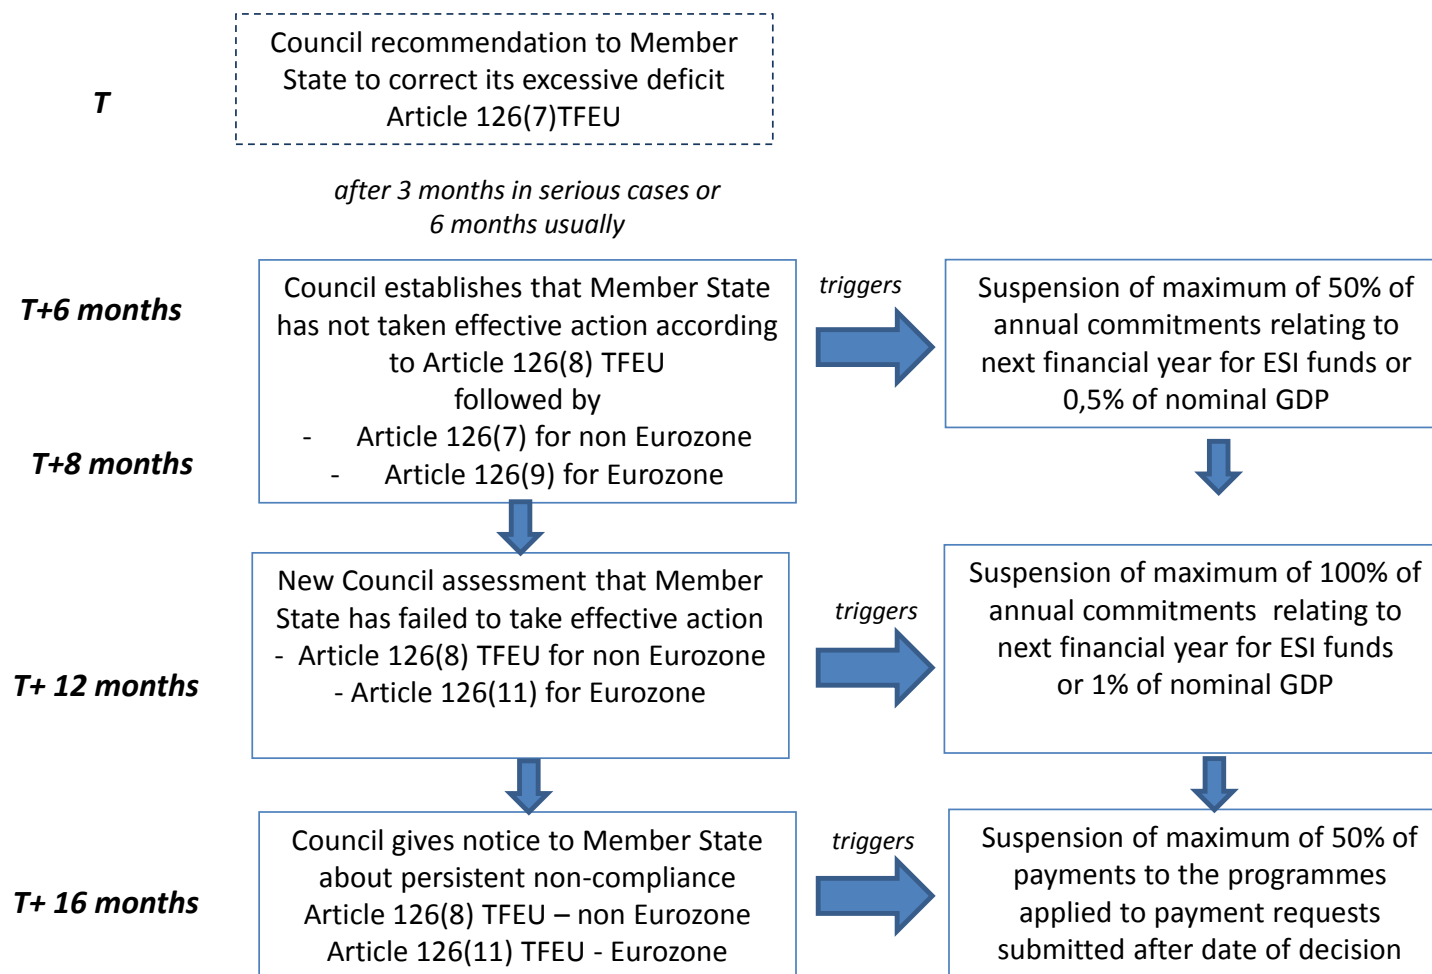 T
Council recommendation to Member
State to correct its excessive deficit
Article 126(7)TFEU
after 3 months in serious cases or
6 months usually
T+6 months
T+8 months
Council establishes that Member State
has not taken effective action according
to Article 126(8) TFEU
followed by
- Article 126(7) for non Eurozone
- Article 126(9) for Eurozone
triggers
Suspension of maximum of 50% of
annual commitments relating to
next financial year for ESI funds or
0,5% of nominal GDP
T+ 12 months
New Council assessment that Member
State has failed to take effective action
- Article 126(8) TFEU for non Eurozone
- Article 126(11) for Eurozone
triggers
Suspension of maximum of 100% of
annual commitments relating to
next financial year for ESI funds
or 1% of nominal GDP
T+ 16 months
Council gives notice to Member State
about persistent non-compliance
Article 126(8) TFEU – non Eurozone
Article 126(11) TFEU - Eurozone
triggers
Suspension of maximum of 50% of
payments to the programmes
applied to payment requests
submitted after date of decision